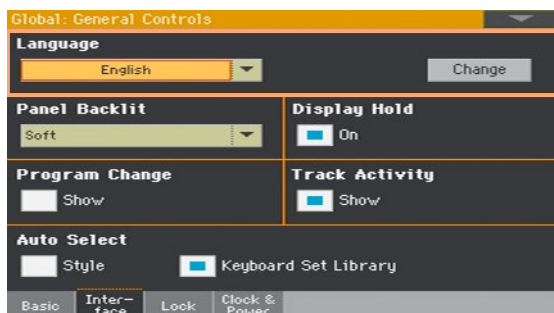 Global: General Controls
Language
English
Change
Panel Backlit
Display Hold
Soft
On
Program Change
Track Activity
Show
Show
Auto Select
Style
Keyboard Set Library
Basic
Inter-
face
Lock
Clock &
Power